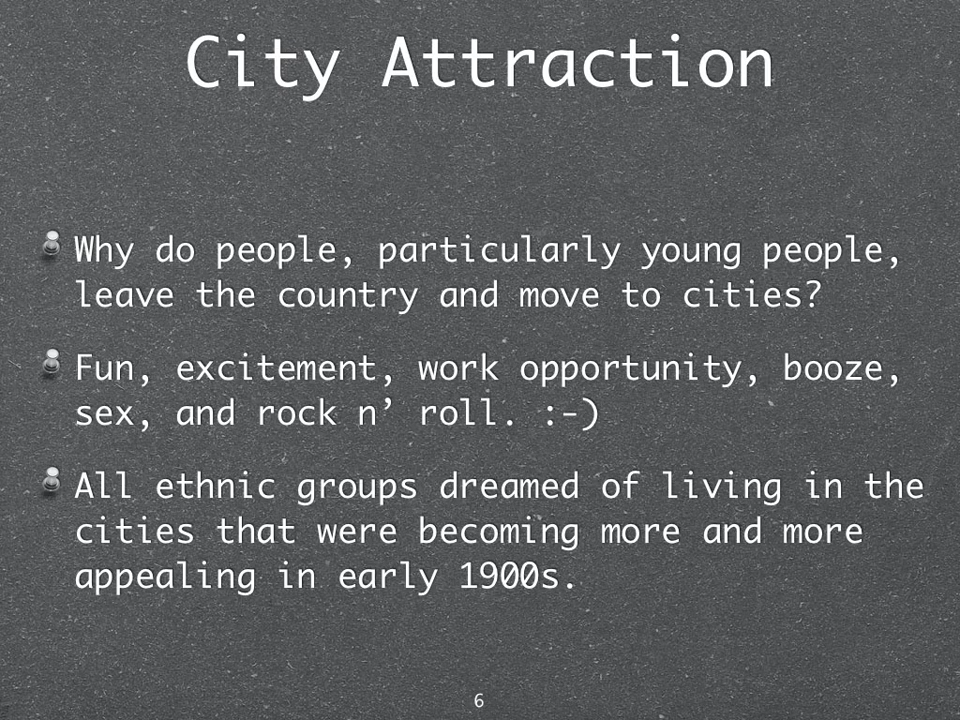 City Attraction
Why do people, particularly young people,
leave the country and move to cities?
Fun, excitement, work opportunity, booze,
sex, and rock n’ roll. :-)
All ethnic groups dreamed of living in the
cities that were becoming more and more
appealing in early 1900s.
6